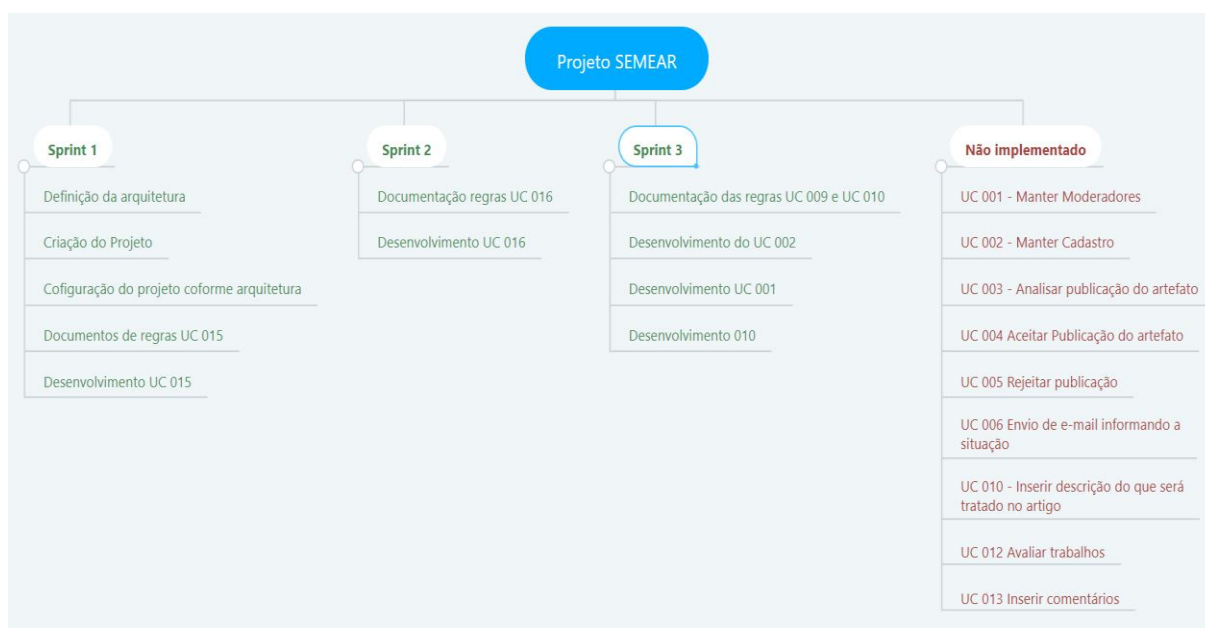 Projeto SEMEAR
Sprint 1
Definição da arquitetura
Criação do Projeto
Cofiguração do projeto coforme arquitetura
Documentos de regras UC 015
Desenvolvimento UC 015
Sprint 2
Documentação regras UC 016
Desenvolvimento UC 016
Sprint 3
Documentação das regras UC 009 e UC 010
Desenvolvimento do UC 002
Desenvolvimento UC 001
Desenvolvimento 010
Não implementado
UC 001 - Manter Moderadores
UC 002 - Manter Cadastro
UC 003 - Analisar publicação do artefato
UC 004 Aceitar Publicação do artefato
UC 005 Rejeitar publicação
UC 006 Envio de e-mail informando a
situação
UC 010 - Inserir descrição do que será
tratado no artigo
UC 012 Avaliar trabalhos
UC 013 Inserir comentários